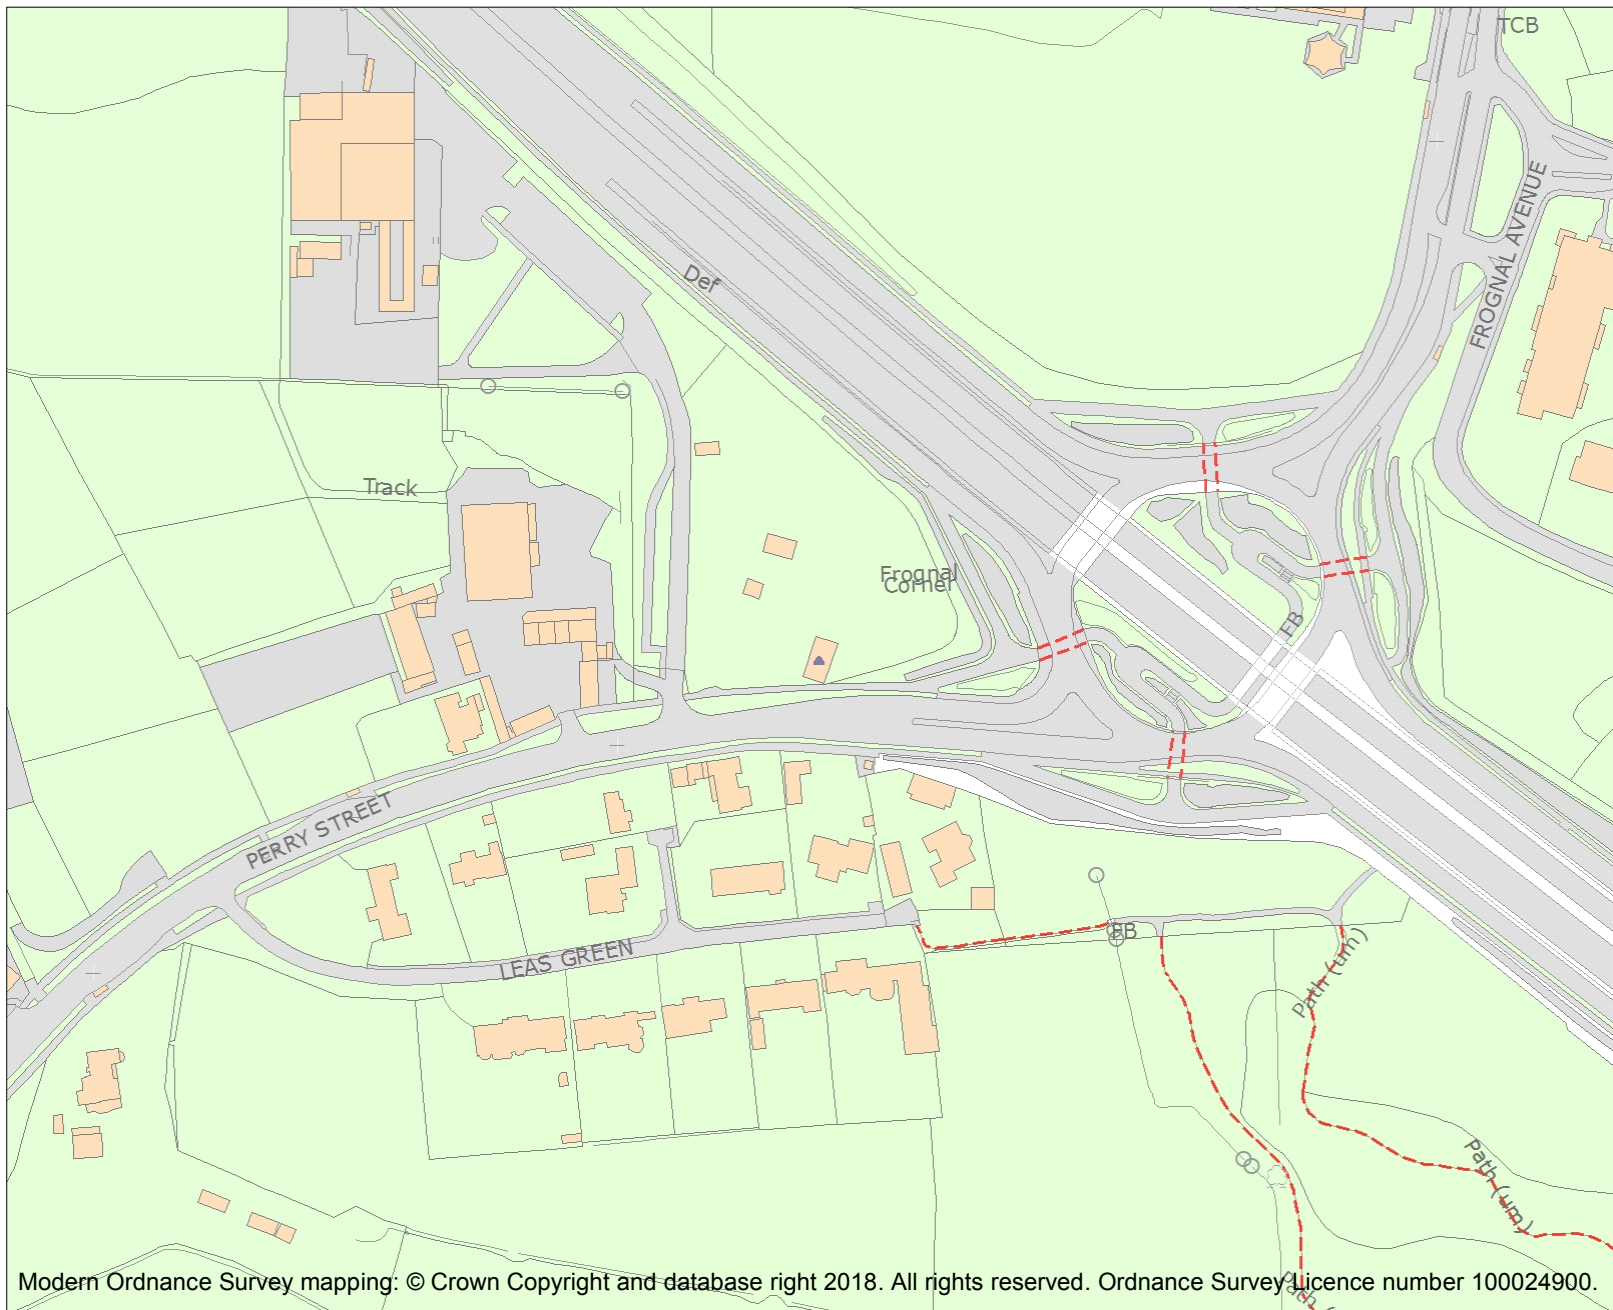 TCB
FROGNAL AVENUE
Def
Track
Frognal
Corner
FB
PERRY STREET
FB
LEAS GREEN
Path (um)
Path (um)
Path (
Modern Ordnance Survey mapping: © Crown Copyright and database right 2018. All rights reserved. Ordnance Survey Licence number 100024900.